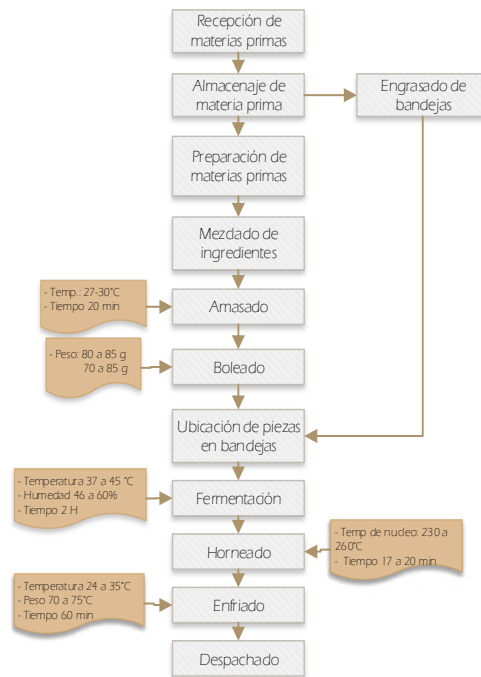 Recepción de
materias primas
Almacenaje de
materia prima
Engrasado de
bandejas
Preparación de
materias primas
Mezclado de
ingredientes
- Temp.: 27-30°C
- Tiempo 20 min
Amasado
- Peso: 80 a 85 g
70 a 85 g
Boleado
Ubicación de piezas
en bandejas
- Temperatura 37 a 45 °C
- Humedad 46 a 60%
- Tiempo 2 H
Fermentación
- Temp de nucleo: 230 a
260°C
- Tiempo 17 a 20 min
Horneado
- Temperatura 24 a 35°C
- Peso 70 a 75°C
- Tiempo 60 min
Enfriado
Despachado